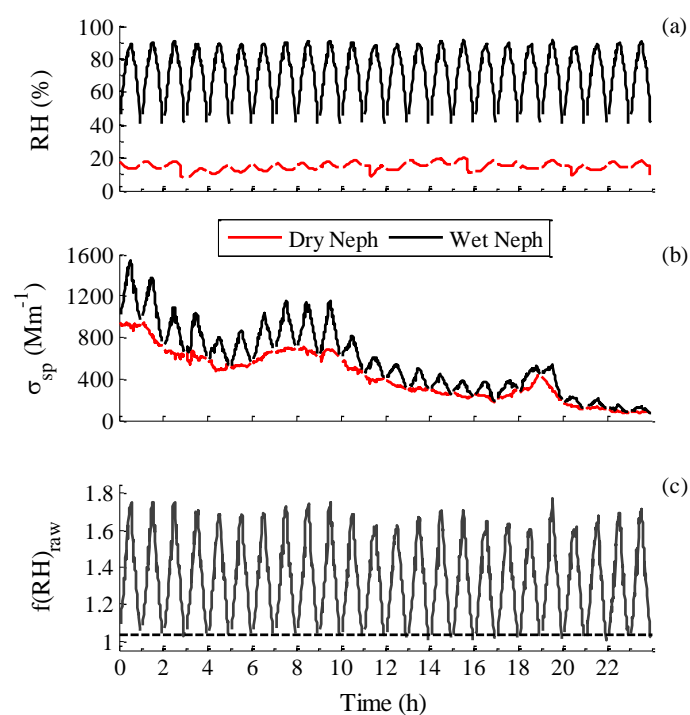 (a)
100
80
60
40
20
0
RH (%)
Dry Neph Wet Neph
(b)
1600
1200
800
400
0
σsp (Mm-1)
(c)
1.8
1.6
1.4
1.2
1
f(RH)raw
0 2 4 6 8 10 12 14 16 18 20 22
Time (h)